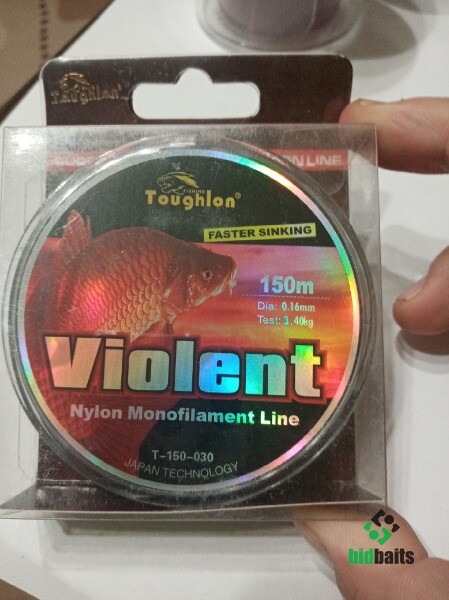 Toughlon
LINE
FISHING
Toughlon®
FASTER SINKING
150m
Dia: 0.16mm
Test: 3.40kg
Violent
Nylon Monofilament Line
T-150-030
JAPAN TECHNOLOGY
bidbaits